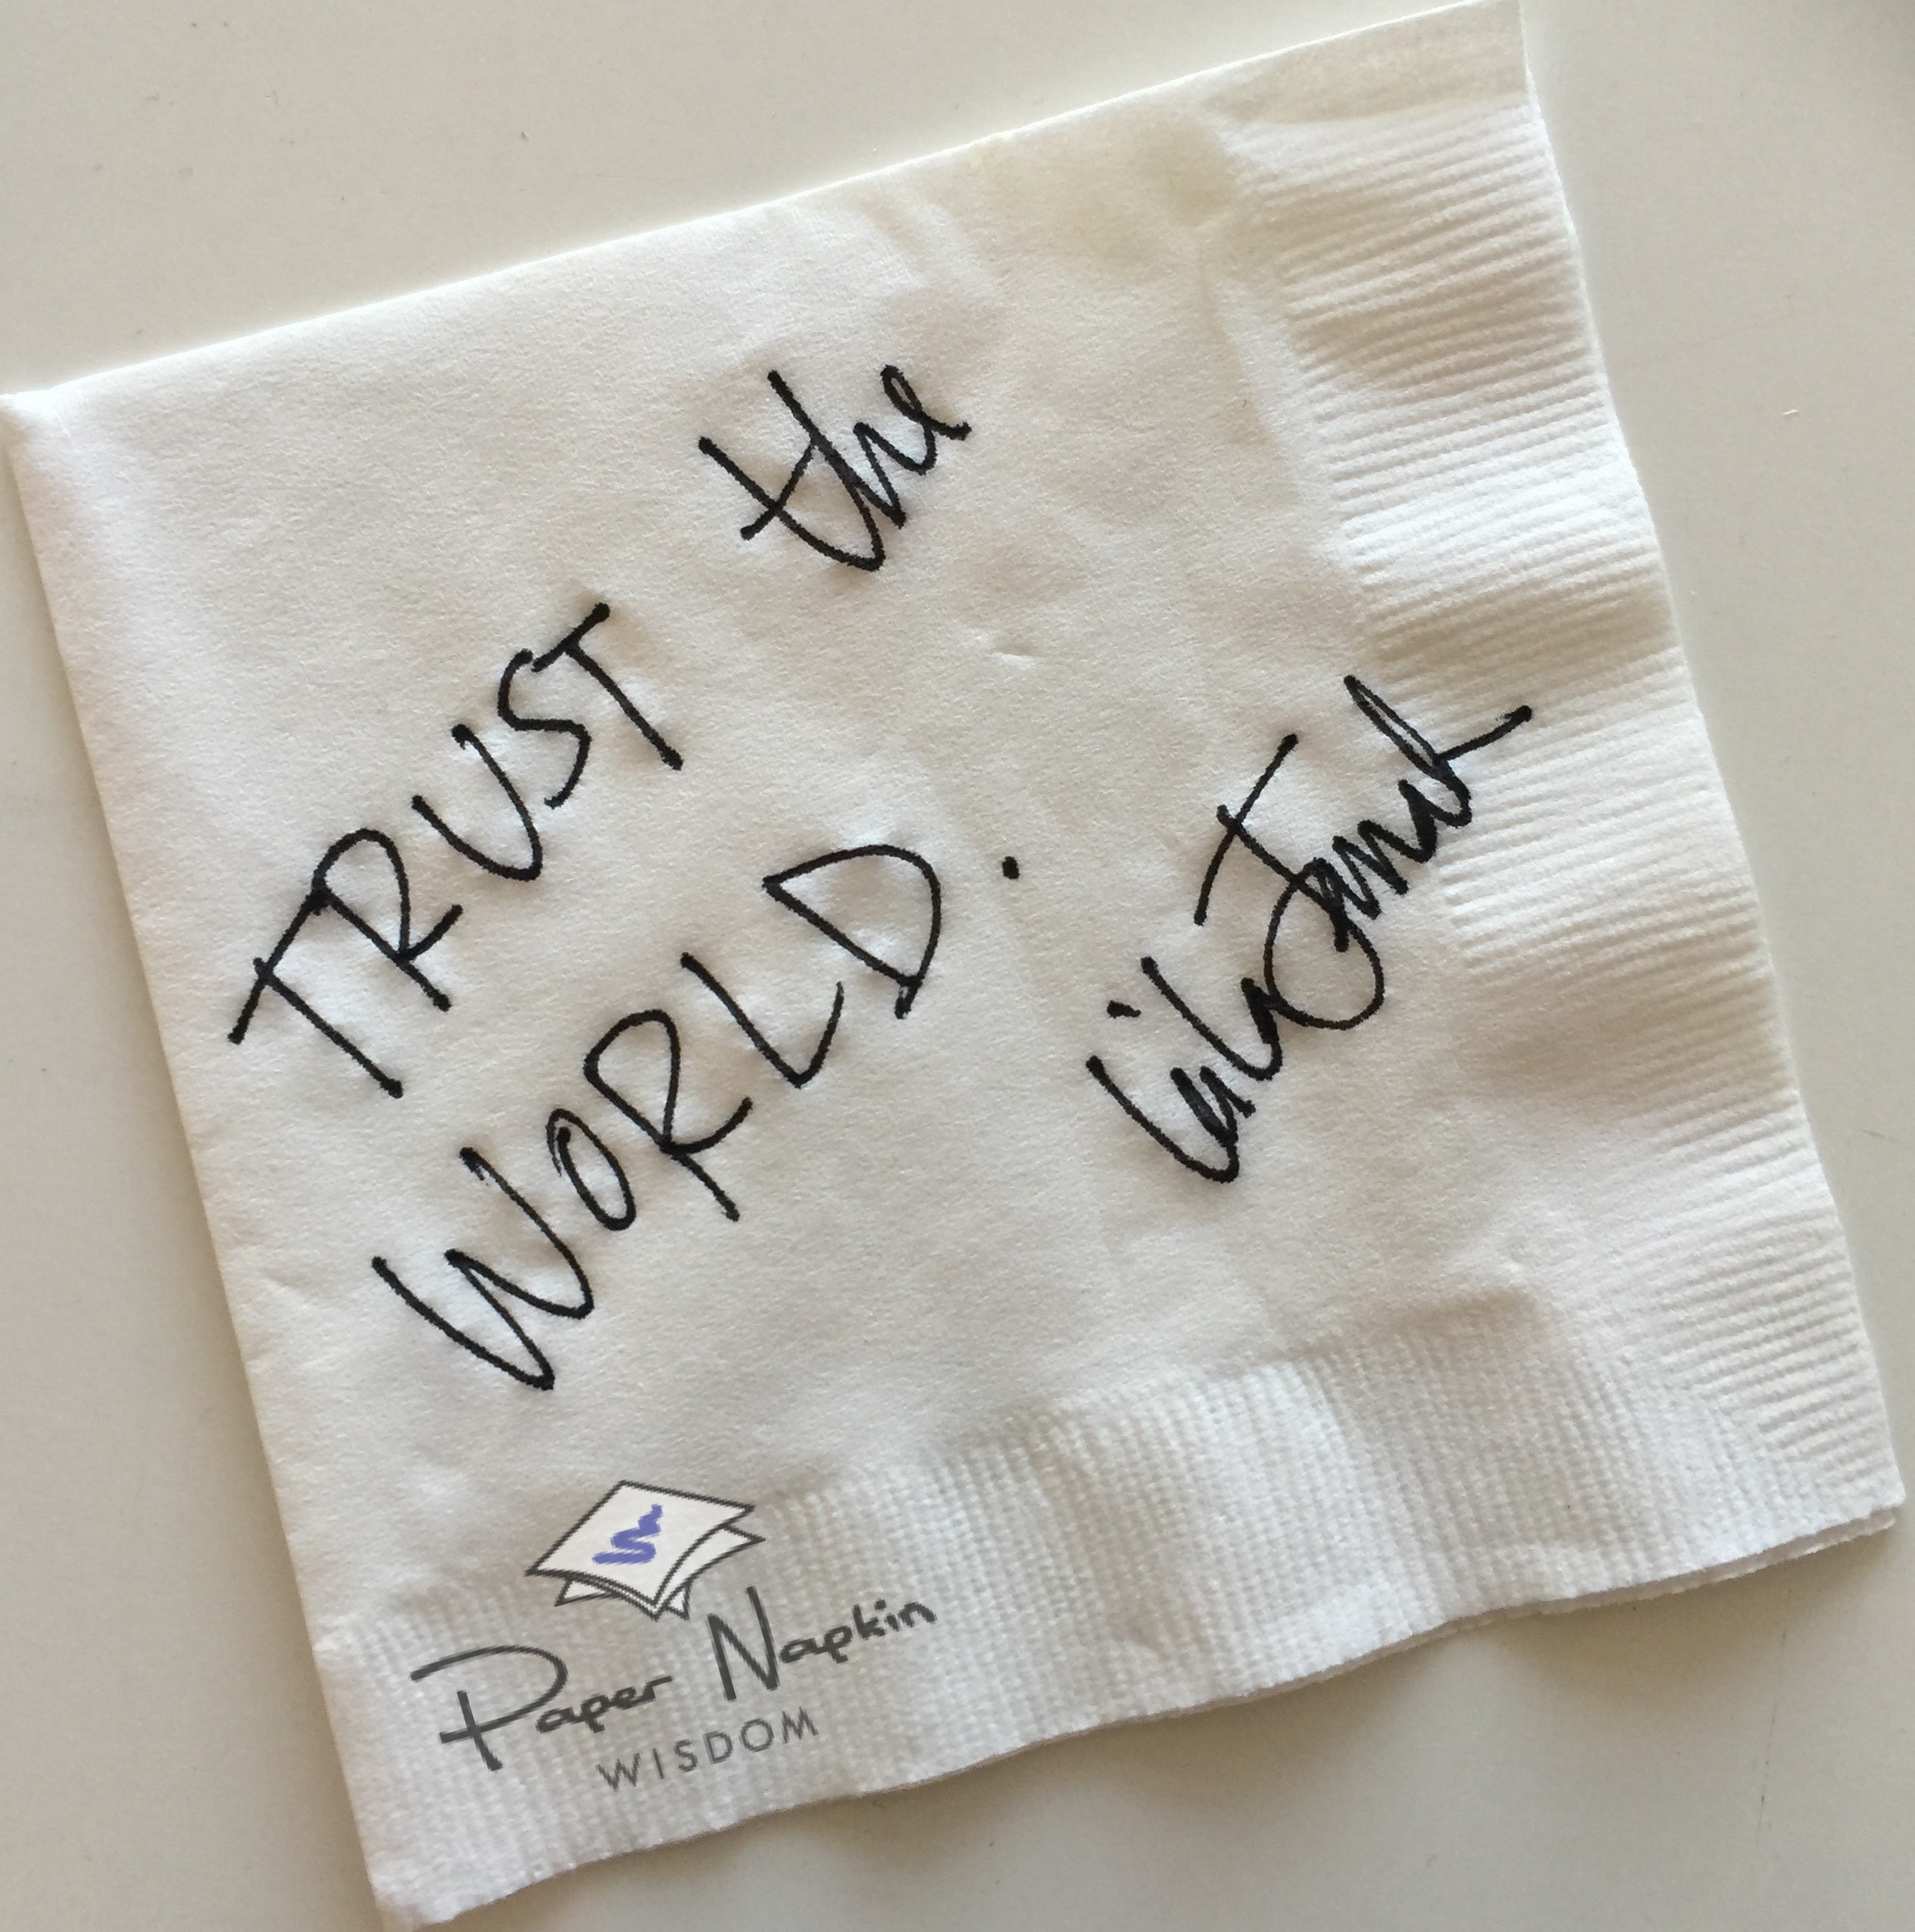 TRUST the
WORLD.
Paper Napkin
WISDOM